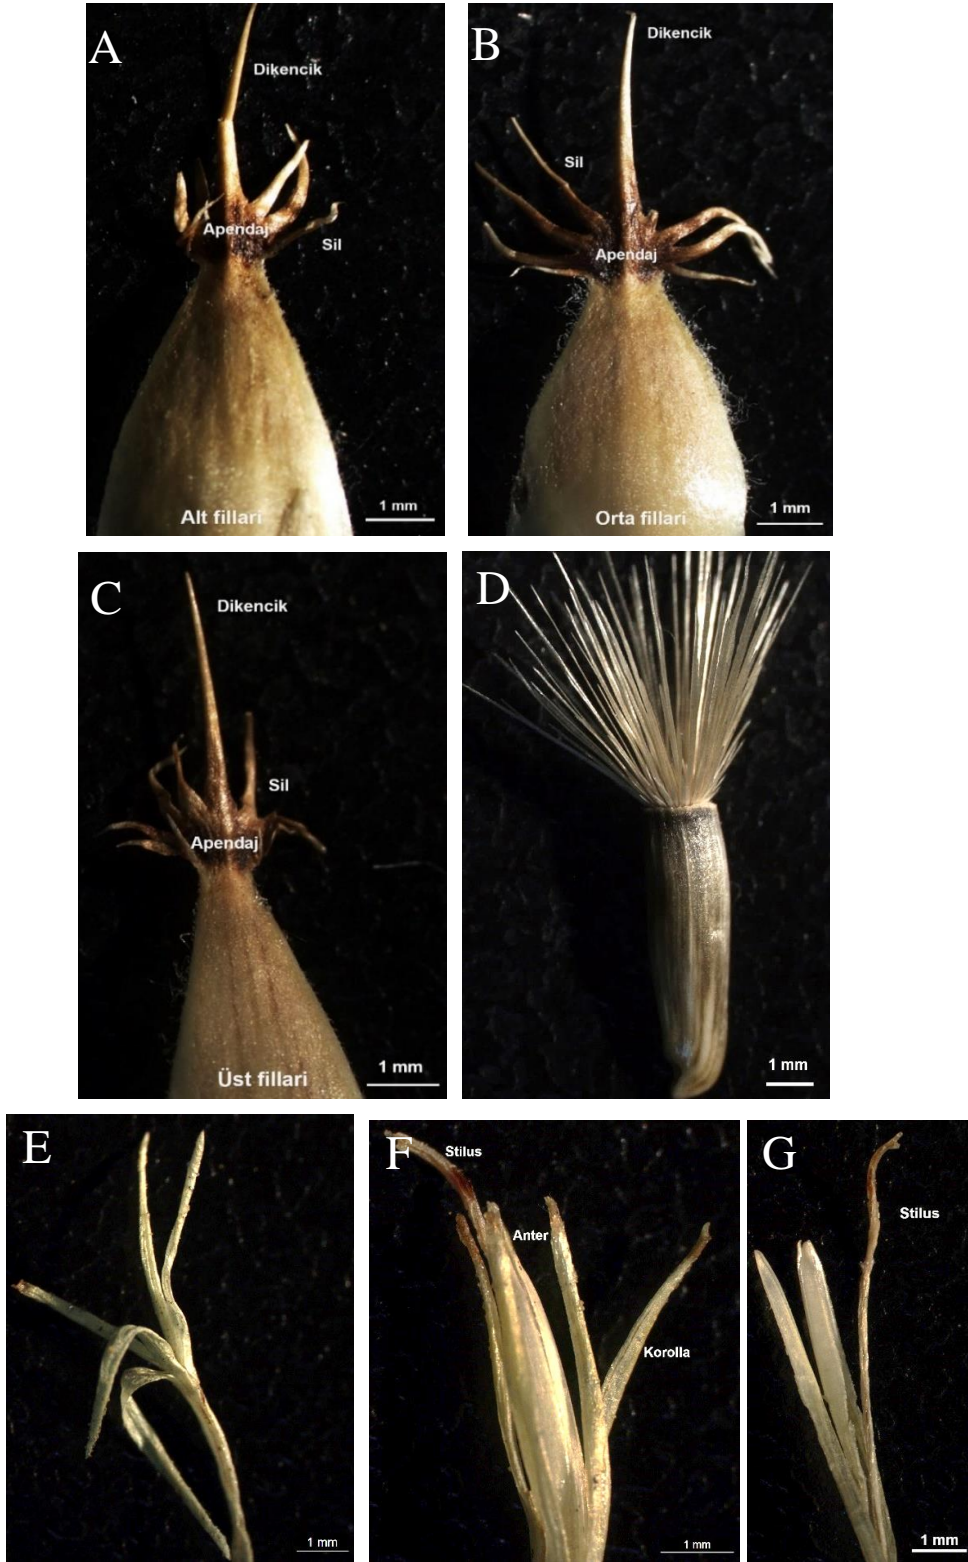 A
Dikencik
Apendaj
Sil
1 mm
Alt fillari
B
Dikencik
Sil
Apendaj
1 mm
Orta fillari
C
Dikencik
Sil
Apendaj
1 mm
Üst fillari
D
1 mm
E
1 mm
F
Stilus
Anter
Korolla
1 mm
G
Stilus
1 mm